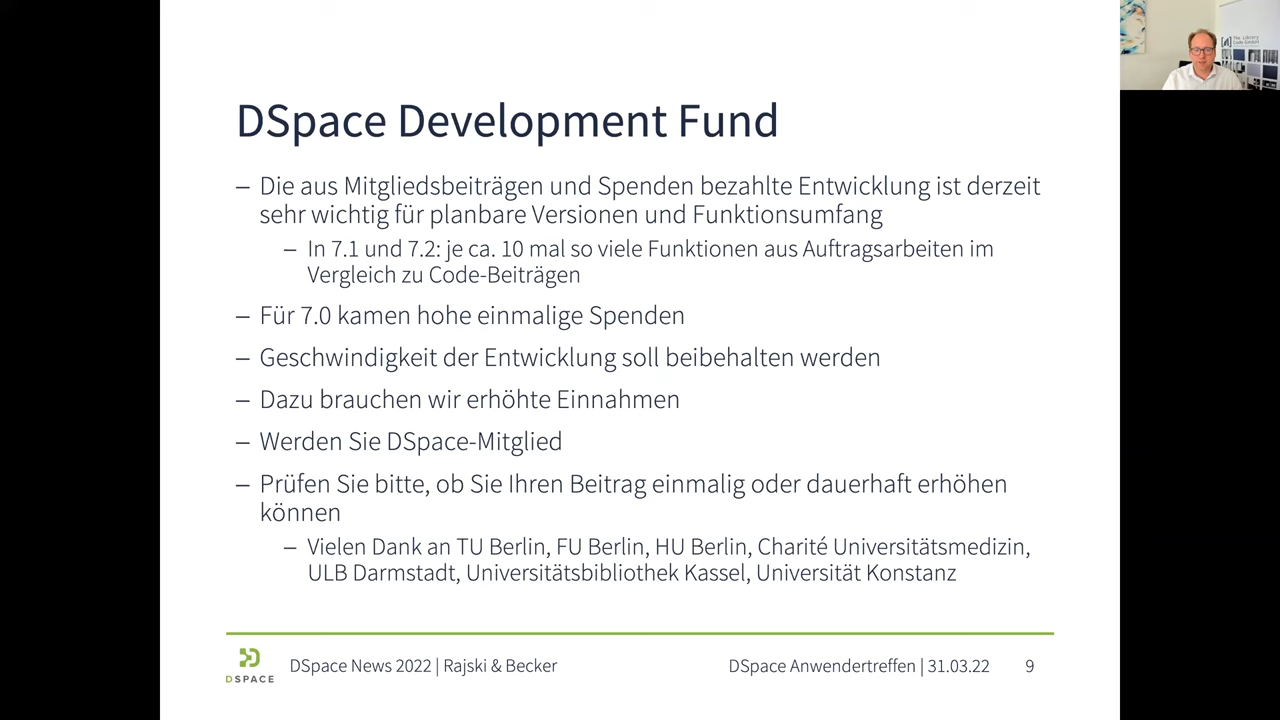 DSpace Development Fund
– Die aus Mitgliedsbeiträgen und Spenden bezahlte Entwicklung ist derzeit
sehr wichtig für planbare Versionen und Funktionsumfang
– In 7.1 und 7.2: je ca. 10 mal so viele Funktionen aus Auftragsarbeiten im
Vergleich zu Code-Beiträgen
– Für 7.0 kamen hohe einmalige Spenden
– Geschwindigkeit der Entwicklung soll beibehalten werden
– Dazu brauchen wir erhöhte Einnahmen
– Werden Sie DSpace-Mitglied
– Prüfen Sie bitte, ob Sie Ihren Beitrag einmalig oder dauerhaft erhöhen
können
– Vielen Dank an TU Berlin, FU Berlin, HU Berlin, Charité Universitätsmedizin,
ULB Darmstadt, Universitätsbibliothek Kassel, Universität Konstanz
DSPACE
DSpace News 2022 | Rajski & Becker
DSpace Anwendertreffen | 31.03.22
9
The Library
Code GmbH